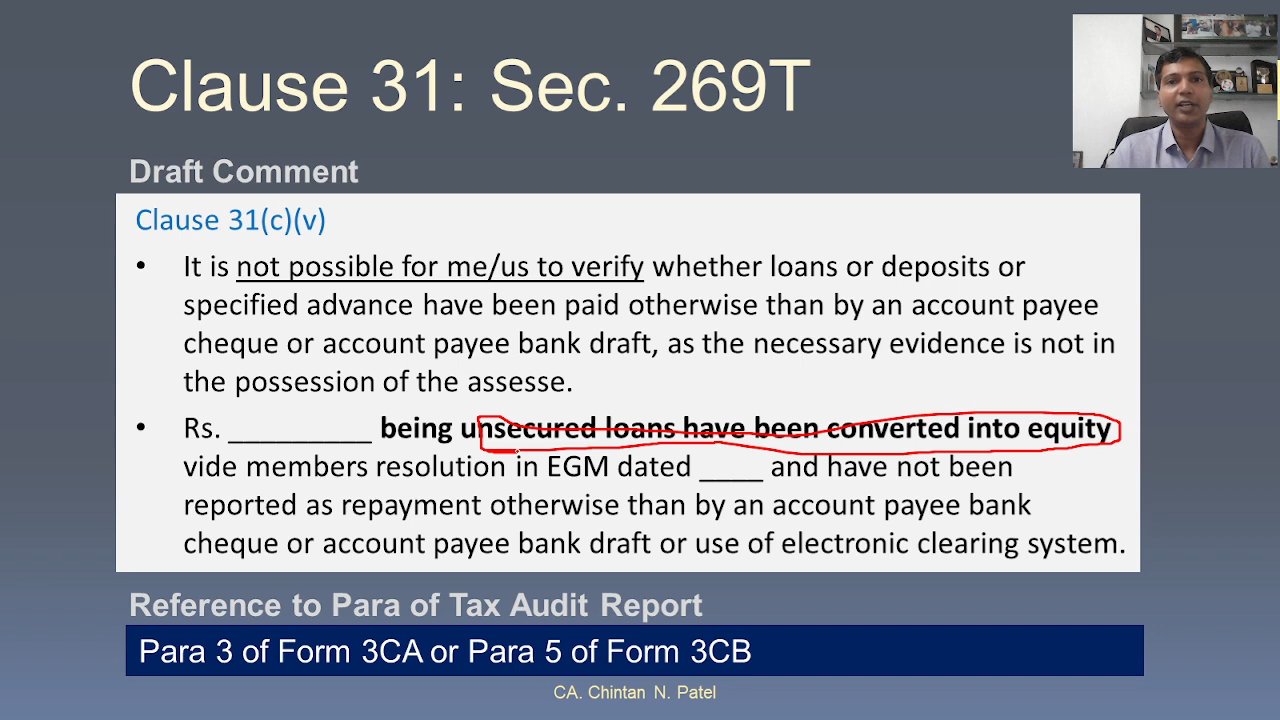 Clause 31: Sec. 269T
Draft Comment
Clause 31(c)(v)
• It is not possible for me/us to verify whether loans or deposits or
specified advance have been paid otherwise than by an account payee
cheque or account payee bank draft, as the necessary evidence is not in
the possession of the assesse.
• Rs. _________ being unsecured loans have been converted into equity
vide members resolution in EGM dated ____ and have not been
reported as repayment otherwise than by an account payee bank
cheque or account payee bank draft or use of electronic clearing system.
Reference to Para of Tax Audit Report
Para 3 of Form 3CA or Para 5 of Form 3CB
CA. Chintan N. Patel